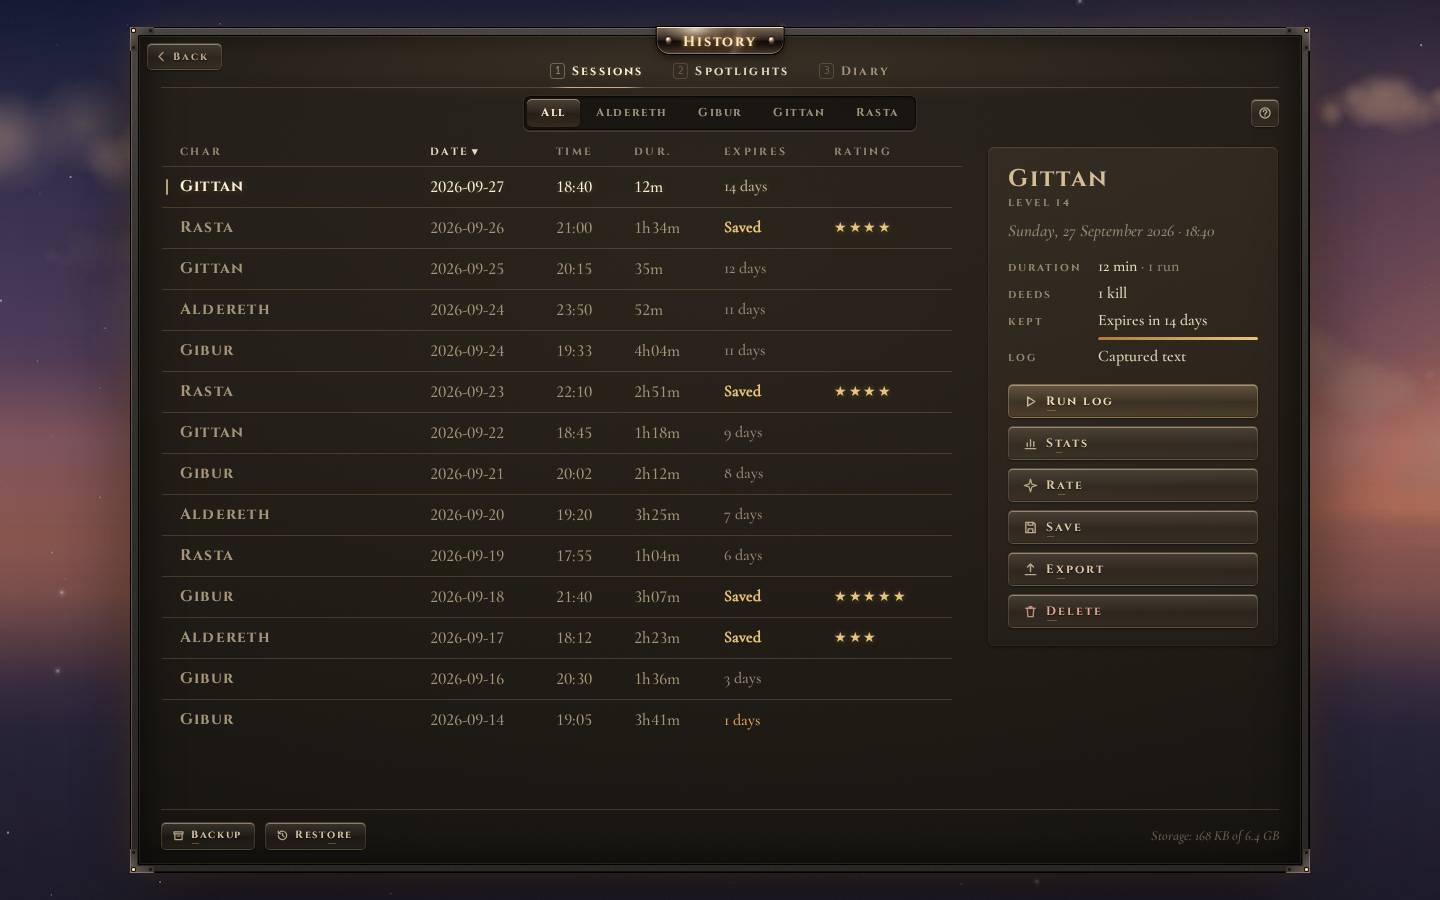 HISTORY
BACK
1 SESSIONS 2 SPOTLIGHTS 3 DIARY
ALL ALDERETH GIBUR GITTAN RASTA
CHAR DATE▼ TIME DUR. EXPIRES RATING
GITTAN 2026-09-27 18:40 12m 14 days
RASTA 2026-09-26 21:00 1h34m Saved ★★★★
GITTAN 2026-09-25 20:15 35m 12 days
ALDERETH 2026-09-24 23:50 52m 11 days
GIBUR 2026-09-24 19:33 4h04m 11 days
RASTA 2026-09-23 22:10 2h51m Saved ★★★★
GITTAN 2026-09-22 18:45 1h18m 9 days
GIBUR 2026-09-21 20:02 2h12m 8 days
ALDERETH 2026-09-20 19:20 3h25m 7 days
RASTA 2026-09-19 17:55 1h04m 6 days
GIBUR 2026-09-18 21:40 3h07m Saved ★★★★★
ALDERETH 2026-09-17 18:12 2h23m Saved ★★★
GIBUR 2026-09-16 20:30 1h36m 3 days
GIBUR 2026-09-14 19:05 3h41m 1 days
GITTAN
LEVEL 14
Sunday, 27 September 2026 · 18:40
DURATION 12 min · 1 run
DEEDS 1 kill
KEPT Expires in 14 days
LOG Captured text
RUN LOG
STATS
RATE
SAVE
EXPORT
DELETE
BACKUP RESTORE
Storage: 168 KB of 6.4 GB